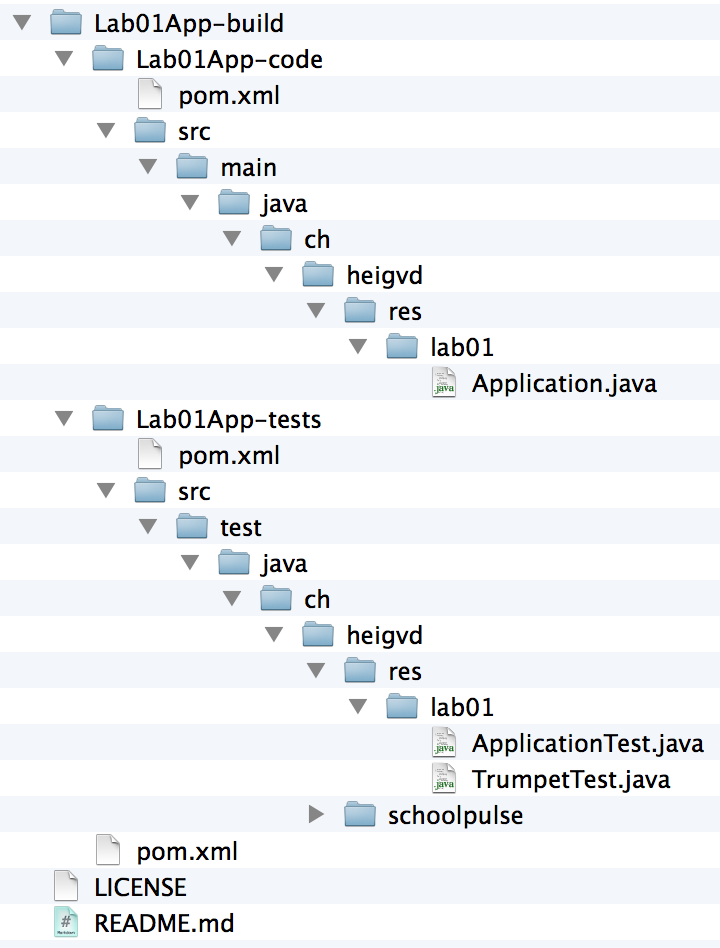 Lab01App-build
Lab01App-code
pom.xml
src
main
java
ch
heigvd
res
lab01
Application.java
Lab01App-tests
pom.xml
src
test
java
ch
heigvd
res
lab01
ApplicationTest.java
TrumpetTest.java
schoolpulse
pom.xml
LICENSE
README.md